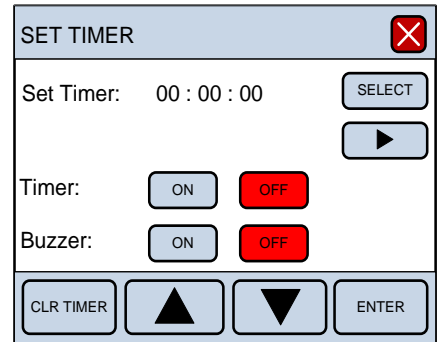 SET TIMER
Set Timer: 00 : 00 : 00 SELECT
Timer: ON OFF
Buzzer: ON OFF
CLR TIMER ENTER